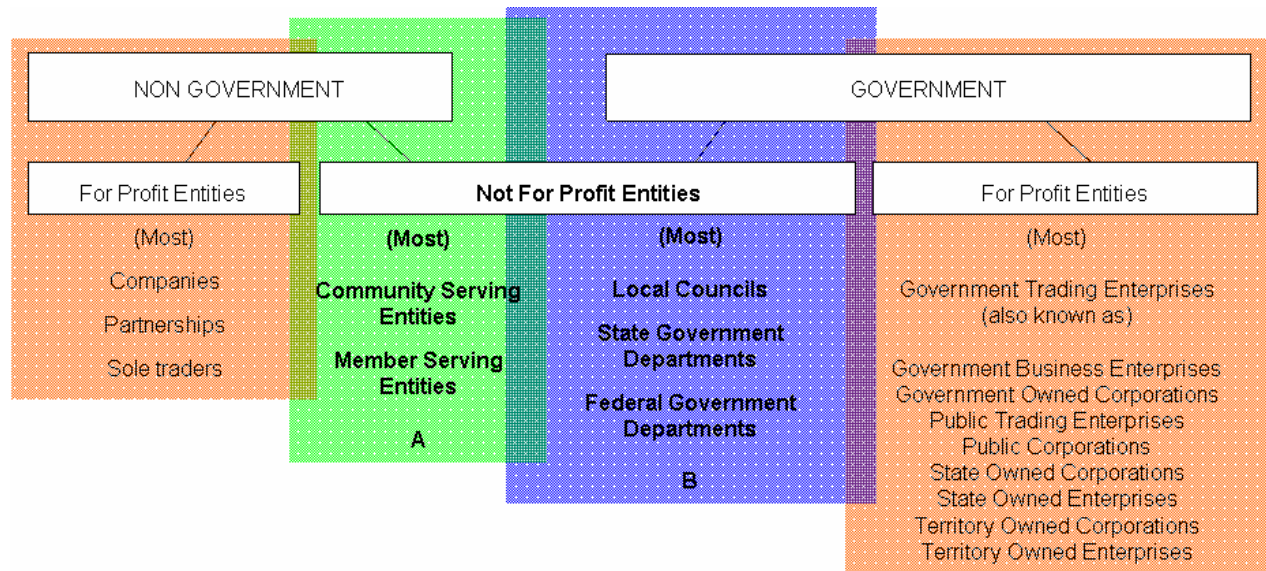 NON GOVERNMENT
GOVERNMENT
For Profit Entities
Not For Profit Entities
For Profit Entities
(Most)
Companies
Partnerships
Sole traders
(Most)
Community Serving
Entities
Member Serving
Entities
A
(Most)
Local Councils
State Government
Departments
Federal Government
Departments
B
(Most)
Government Trading Enterprises
(also known as)
Government Business Enterprises
Government Owned Corporations
Public Trading Enterprises
Public Corporations
State Owned Corporations
State Owned Enterprises
Territory Owned Corporations
Territory Owned Enterprises